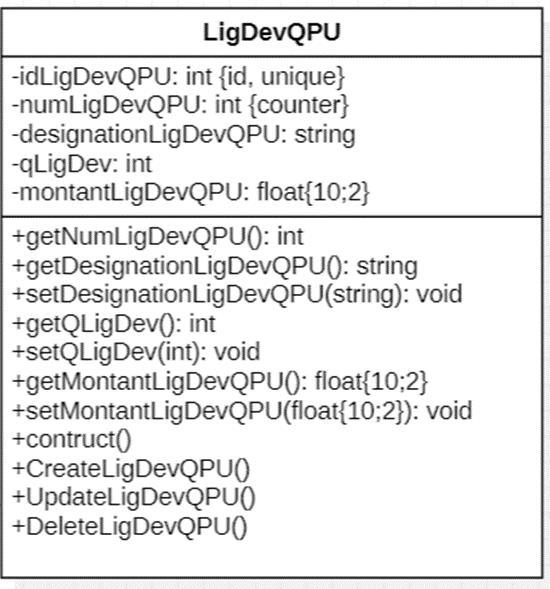 LigDevQPU
-idLigDevQPU: int {id, unique}
-numLigDevQPU: int {counter}
-designationLigDevQPU: string
-qLigDev: int
-montantLigDevQPU: float{10;2}
+getNumLigDevQPU(): int
+getDesignationLigDevQPU(): string
+setDesignationLigDevQPU(string): void
+getQLigDev(): int
+setQLigDev(int): void
+getMontantLigDevQPU(): float{10;2}
+setMontantLigDevQPU(float{10;2}): void
+contruct()
+CreateLigDevQPU()
+UpdateLigDevQPU()
+DeleteLigDevQPU()